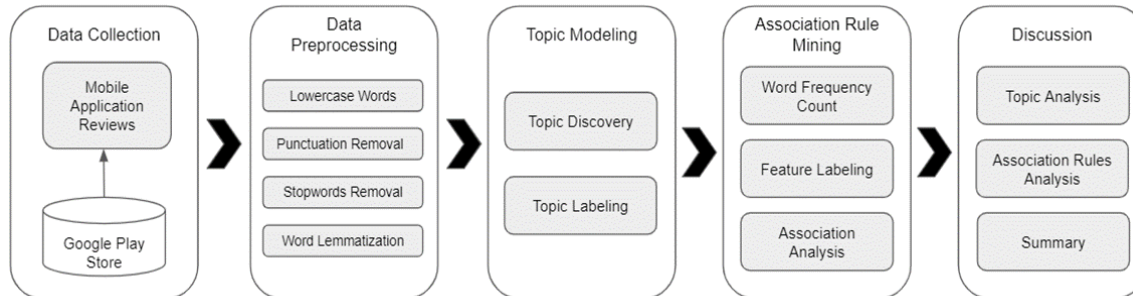 Data Collection
Mobile
Application
Reviews
Google Play
Store
Data
Preprocessing
Lowercase Words
Punctuation Removal
Stopwords Removal
Word Lemmatization
Topic Modeling
Topic Discovery
Topic Labeling
Association Rule
Mining
Word Frequency
Count
Feature Labeling
Association
Analysis
Discussion
Topic Analysis
Association Rules
Analysis
Summary